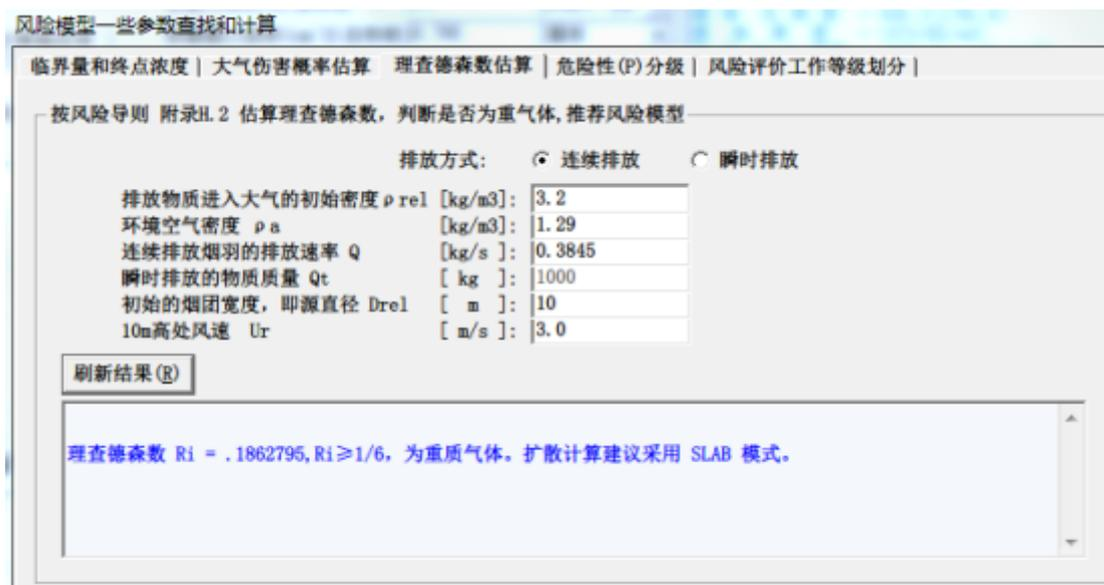 风险模型一些参数查找和计算
临界量和终点浓度 | 大气伤害概率估算 理查德森数估算 | 危险性(P)分级 | 风险评价工作等级划分 |
按风险导则 附录H.2 估算理查德森数，判断是否为重气体,推荐风险模型
排放方式: 连续排放 瞬时排放
排放物质进入大气的初始密度ρrel [kg/m3]: 3.2
环境空气密度 ρa [kg/m3]: 1.29
连续排放烟羽的排放速率 Q [kg/s ]: 0.3845
瞬时排放的物质质量 Qt [ kg ]: 1000
初始的烟团宽度，即源直径 Drel [ m ]: 10
10m高处风速 Ur [ m/s ]: 3.0
刷新结果(R)
理查德森数 Ri = .1862795,Ri≥1/6，为重质气体。扩散计算建议采用 SLAB 模式。